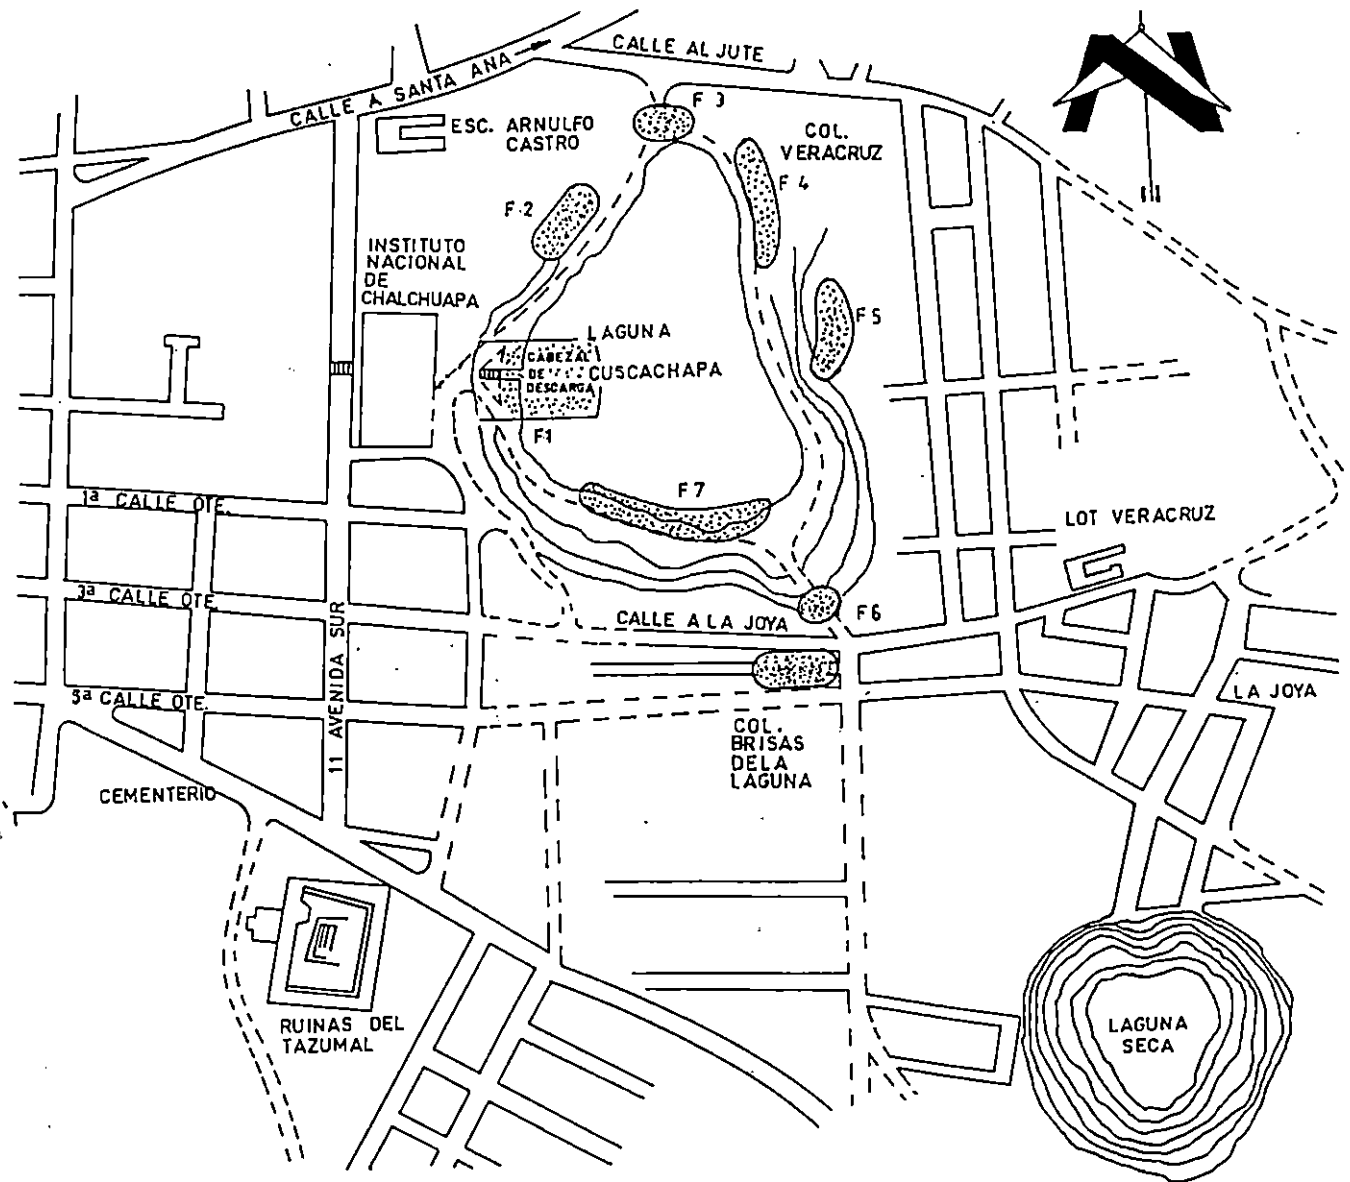 CALLE AL JUTE
CALLE A SANTA ANA
F 3
ESC. ARNULFO
CASTRO
COL.
VERACRUZ
F 4
F 2
INSTITUTO
NACIONAL
DE
CHALCHUAPA
F 5
LAGUNA
CABEZAL
DE
DESCARGA
CUSCACHAPA
F1
F 7
1ª CALLE OTE.
LOT VERACRUZ
3ª CALLE OTE.
F6
CALLE A LA JOYA
11 AVENIDA SUR
5ª CALLE OTE.
LA JOYA
COL.
BRISAS
DE LA
LAGUNA
CEMENTERIO
RUINAS DEL
TAZUMAL
LAGUNA
SECA